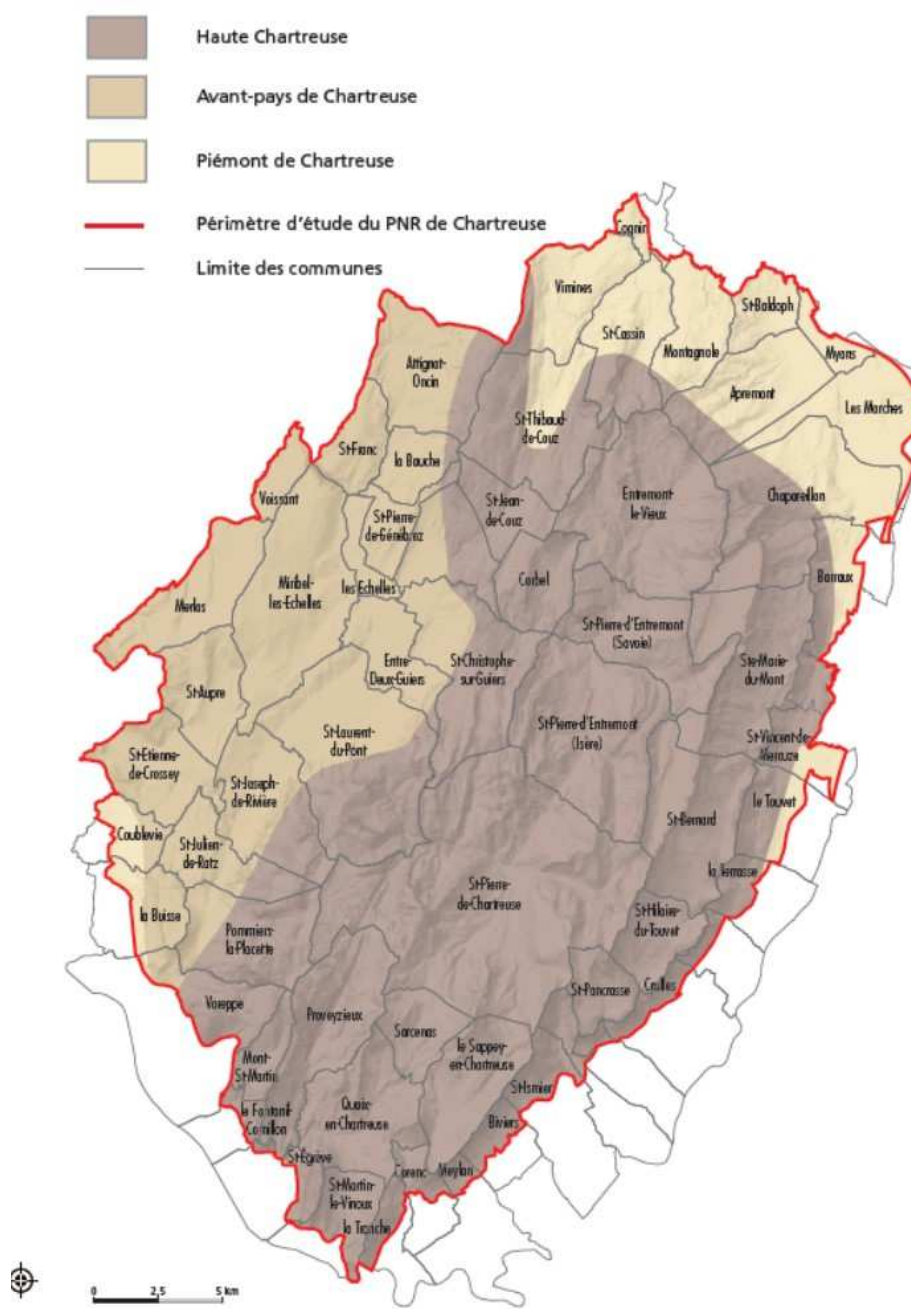 Haute Chartreuse
Avant-pays de Chartreuse
Piémont de Chartreuse
Périmètre d'étude du PNR de Chartreuse
Limite des communes
Cognin
Vimines
St-Baldoph
St-Cassin
Montagnole
Myans
Attignat-
Oncin
Apremont
Les Marches
St-Thibaud-
de-Couz
St-Franc
la Bauche
Voissant
St-Jean-
de-Couz
Entremont-
le-Vieux
Chapareillan
St-Pierre-
de-Génébroz
Corbel
Barraux
Miribel-
les-Echelles
les Echelles
Merlas
St-Pierre d'Entremont
(Savoie)
Entre-
Deux-Guiers
St-Christophe-
sur-Guiers
Ste-Marie-
du-Mont
St-Aupre
St-Laurent-
du-Pont
St-Pierre-d'Entremont
(Isère)
St-Vincent-de-
Mercuze
St-Etienne-
de-Crossey
St-Joseph-
de-Rivière
le Touvet
St-Bernard
Coublevie
St-Julien-
de-Ratz
la Terrasse
St-Pierre-
de-Chartreuse
la Buisse
St-Hilaire-
du-Touvet
Pommiers-
la-Placette
St-Pancrasse
Crolles
Voreppe
Proveyzieux
Sarcenas
le Sappey-
en-Chartreuse
Mont-
St-Martin
St-Ismier
le Fontanil-
Cornillon
Quaix-
en-Chartreuse
Biviers
St-Egrève
Corenc
Meylan
St-Martin-
le-Vinoux
la Tronche
0 2,5 5 km